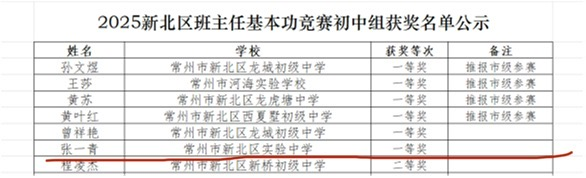 2025新北区班主任基本功竞赛初中组获奖名单公示
姓名 学校 获奖等次 备注
孙文煜 常州市新北区龙城初级中学 一等奖 推报市级参赛
王莎 常州市河海实验学校 一等奖 推报市级参赛
黄苏 常州市新北区龙虎塘中学 一等奖 推报市级参赛
黄叶红 常州市新北区西夏墅初级中学 一等奖 推报市级参赛
曾祥艳 常州市新北区龙城初级中学 一等奖
张一青 常州市新北区实验中学 一等奖
程凌杰 常州市新北区新桥初级中学 二等奖